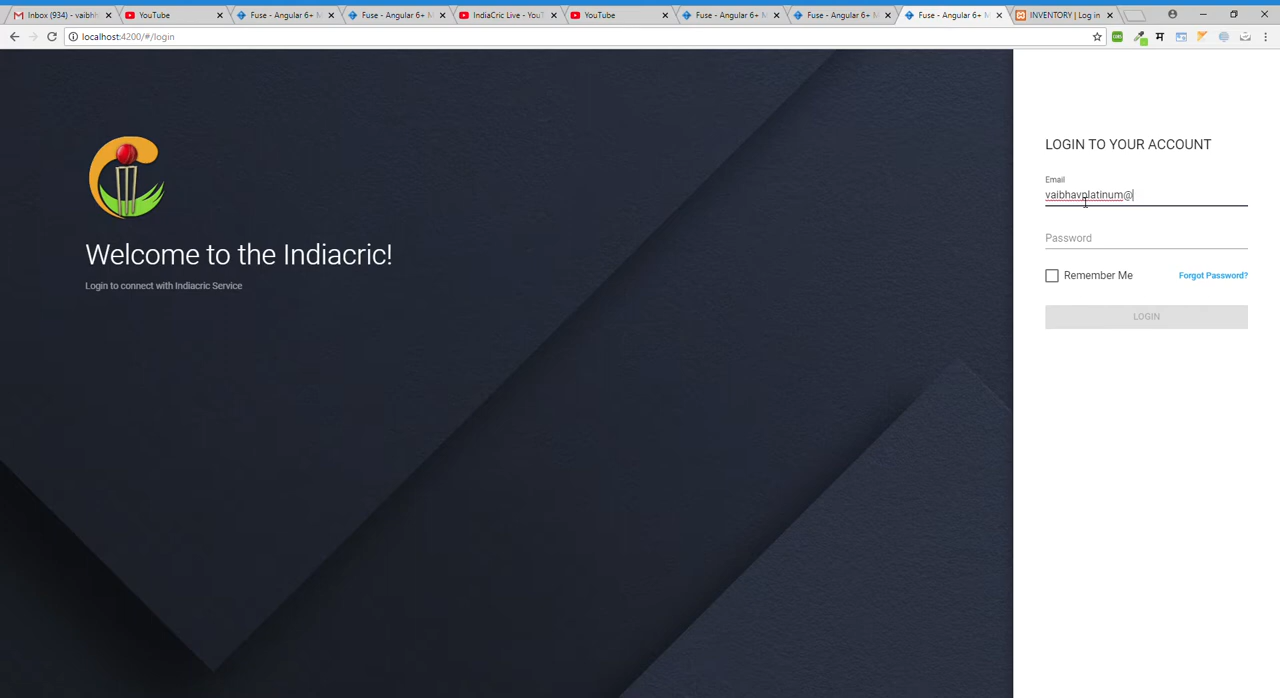 Inbox (934) - vaibh
YouTube
Fuse - Angular 6+ M
Fuse - Angular 6+ M
IndiaCric Live - You
YouTube
Fuse - Angular 6+ M
Fuse - Angular 6+ M
Fuse - Angular 6+ M
INVENTORY | Log in
localhost:4200/#/login
Welcome to the Indiacric!
Login to connect with Indiacric Service
LOGIN TO YOUR ACCOUNT
Email
vaibhavplatinum@
Password
Remember Me
Forgot Password?
LOGIN